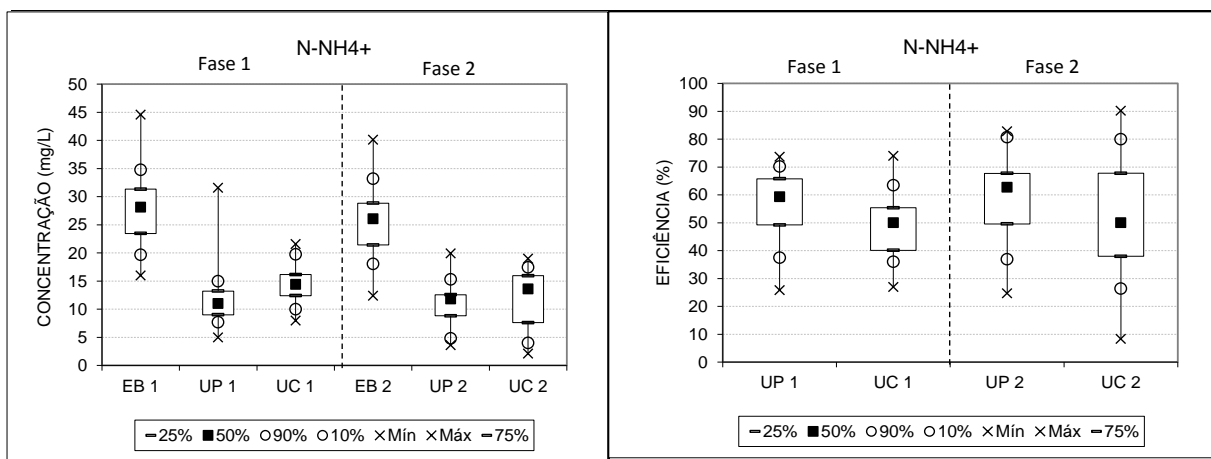 N-NH4+
Fase 1
Fase 2
CONCENTRAÇÃO (mg/L)
50
45
40
35
30
25
20
15
10
5
0
EB 1 UP 1 UC 1 EB 2 UP 2 UC 2
25% 50% 90% 10% Mín Máx 75%
N-NH4+
Fase 1
Fase 2
EFICIÊNCIA (%)
100
90
80
70
60
50
40
30
20
10
0
UP 1 UC 1 UP 2 UC 2
25% 50% 90% 10% Mín Máx 75%